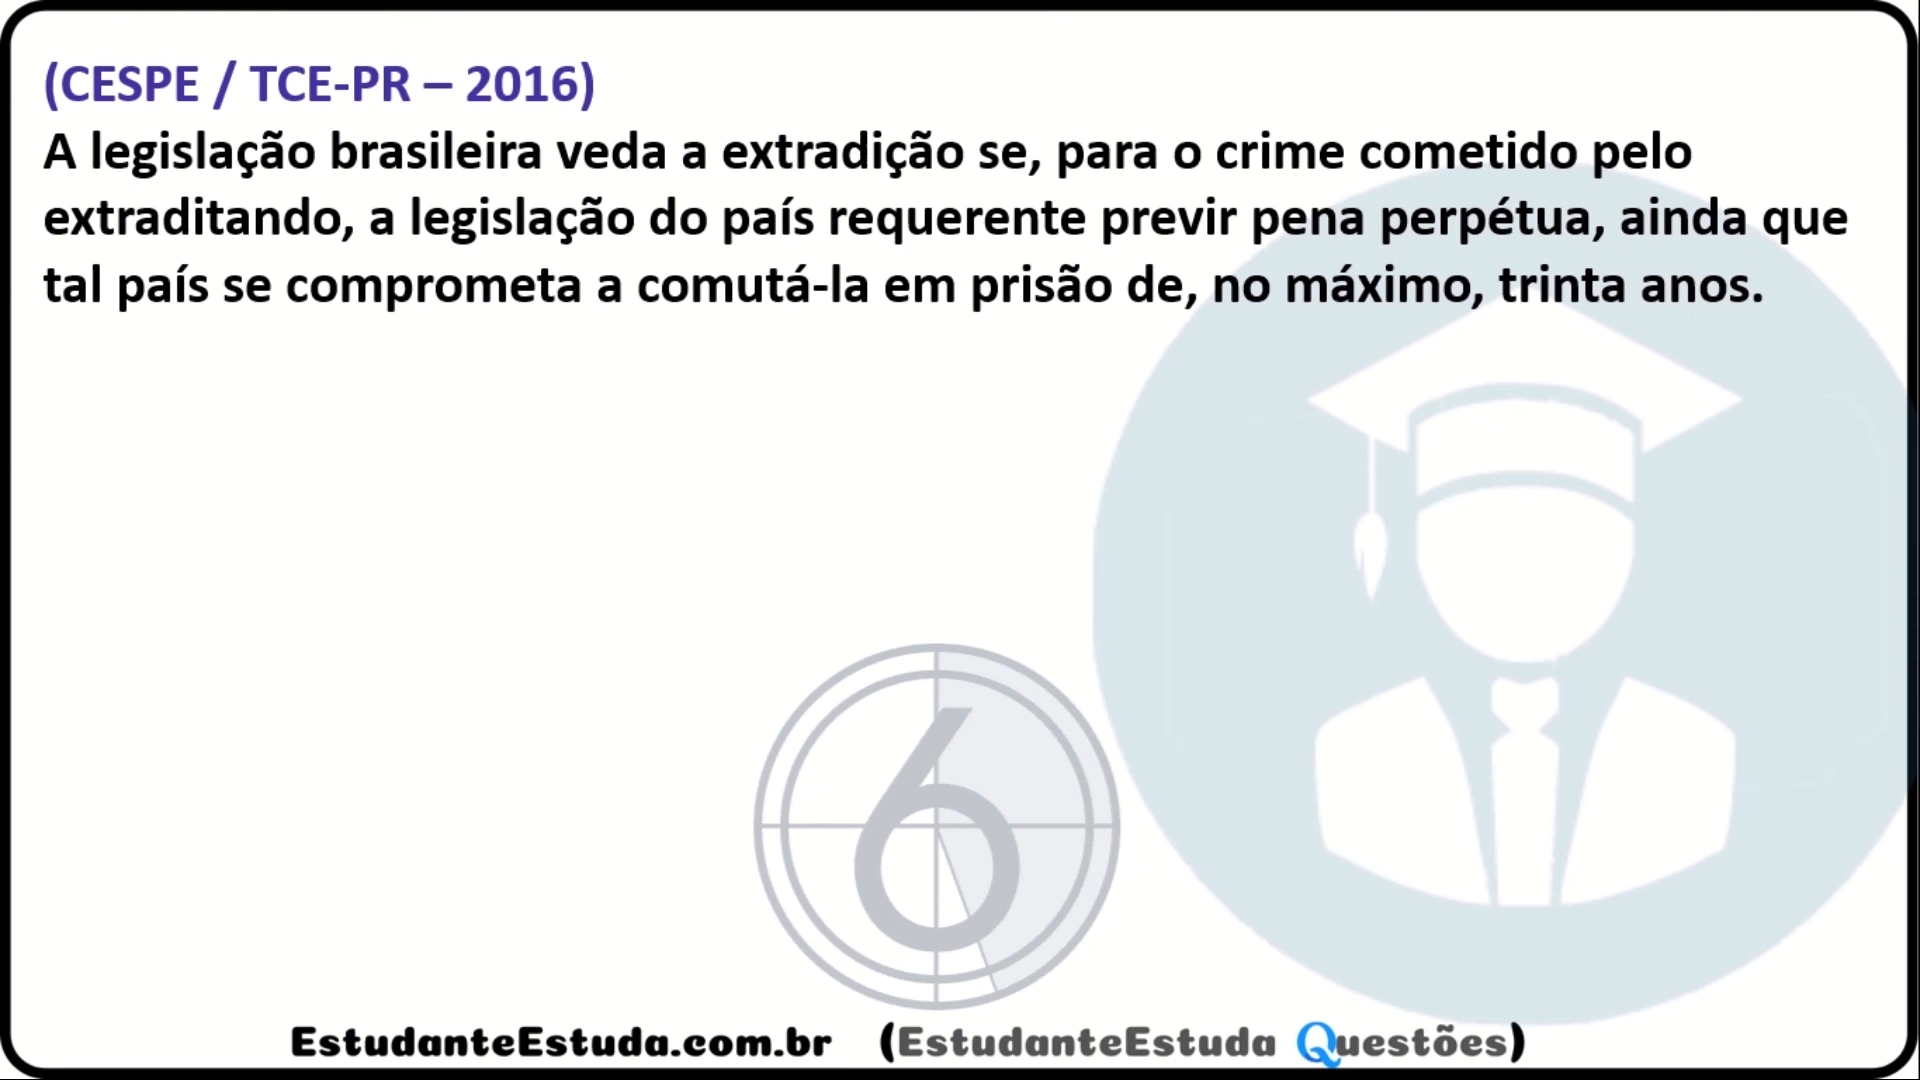 (CESPE / TCE-PR – 2016)
A legislação brasileira veda a extradição se, para o crime cometido pelo
extraditando, a legislação do país requerente previr pena perpétua, ainda que
tal país se comprometa a comutá-la em prisão de, no máximo, trinta anos.
6
EstudanteEstuda.com.br (EstudanteEstuda Questões)